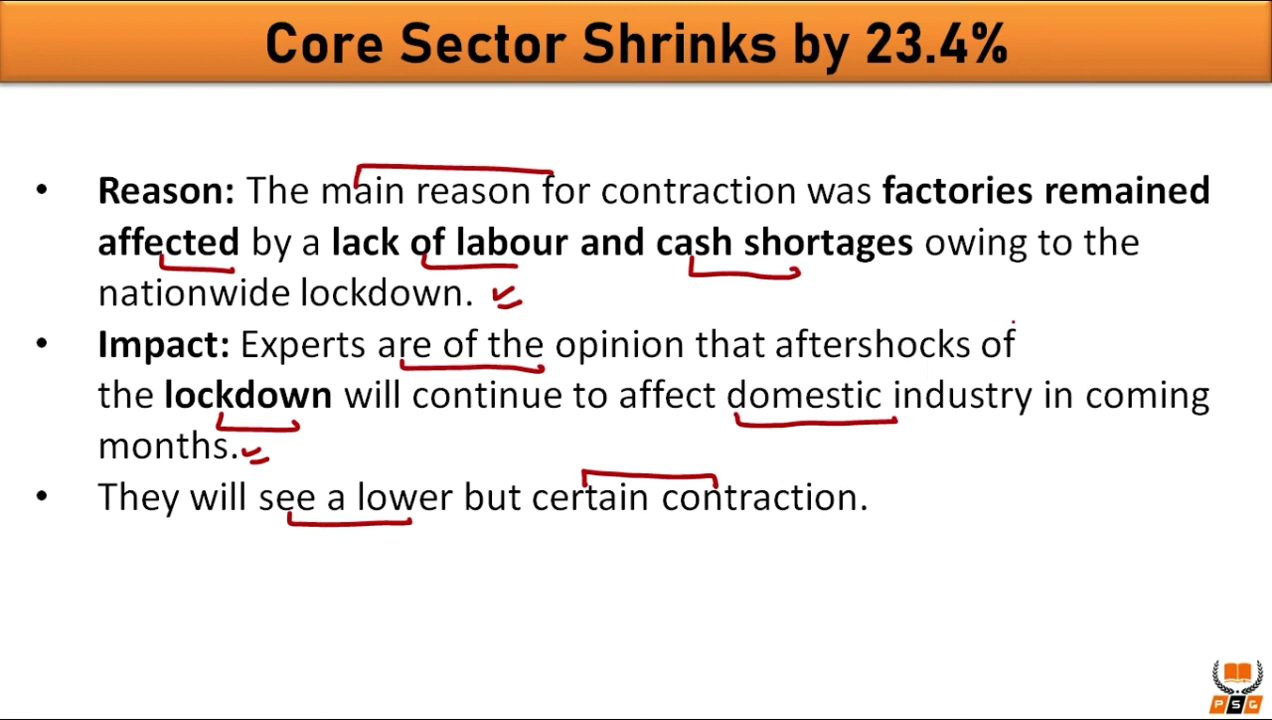 Core Sector Shrinks by 23.4%
• Reason: The main reason for contraction was factories remained
affected by a lack of labour and cash shortages owing to the
nationwide lockdown.
• Impact: Experts are of the opinion that aftershocks of
the lockdown will continue to affect domestic industry in coming
months.
• They will see a lower but certain contraction.
PSG